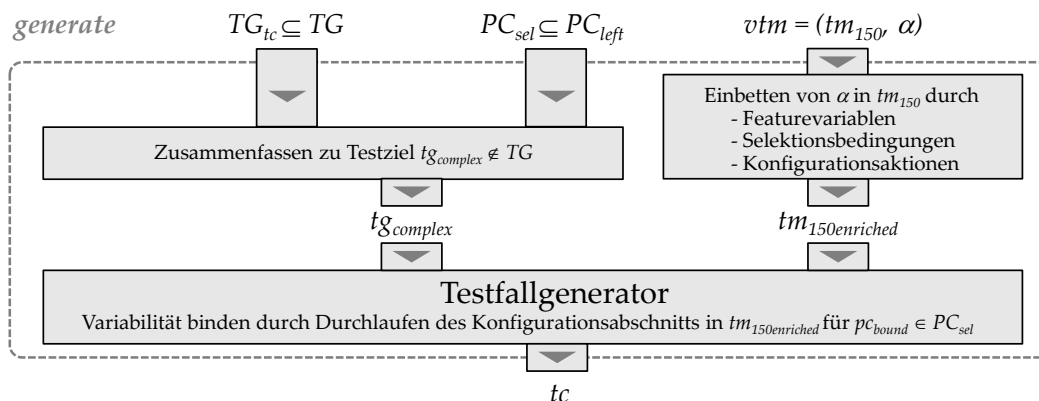 generate
TG_tc ⊆ TG
PC_sel ⊆ PC_left
vtm = (tm_150, α)
Zusammenfassen zu Testziel tg_complex ∉ TG
Einbetten von α in tm_150 durch
- Featurevariablen
- Selektionsbedingungen
- Konfigurationsaktionen
tg_complex
tm_150enriched
Testfallgenerator
Variabilität binden durch Durchlaufen des Konfigurationsabschnitts in tm_150enriched für pc_bound ∈ PC_sel
tc